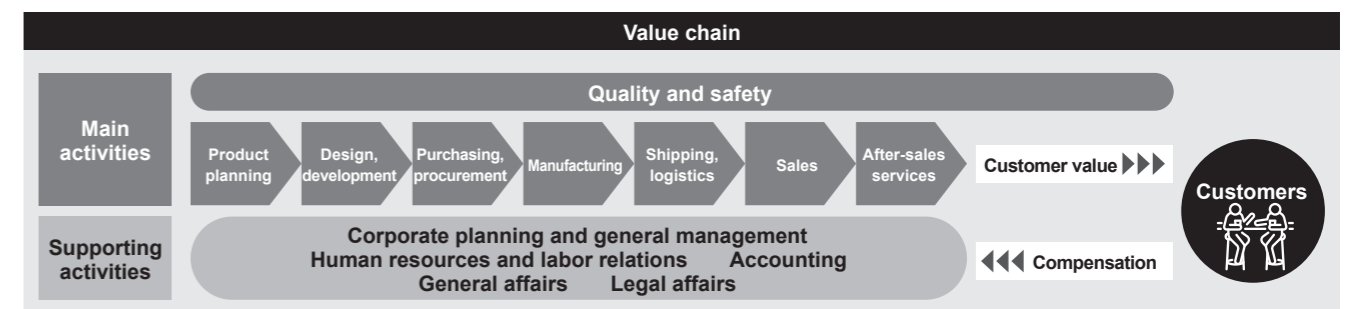 Value chain
Main
activities
Quality and safety
Product
planning
Design,
development
Purchasing,
procurement
Manufacturing
Shipping,
logistics
Sales
After-sales
services
Customer value
Customers
Supporting
activities
Corporate planning and general management
Human resources and labor relations Accounting
General affairs Legal affairs
Compensation